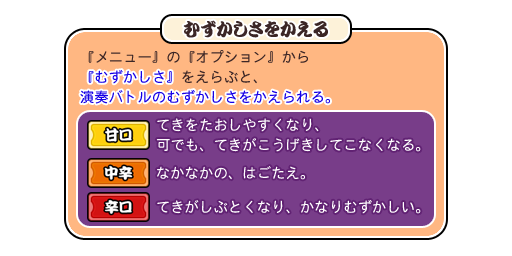 むずかしさをかえる
『メニュー』の『オプション』から
『むずかしさ』をえらぶと、
演奏バトルのむずかしさをかえられる。
甘口
てきをたおしやすくなり、
可でも、てきがこうげきしてこなくなる。
中辛
なかなかの、はごたえ。
辛口
てきがしぶとくなり、かなりむずかしい。